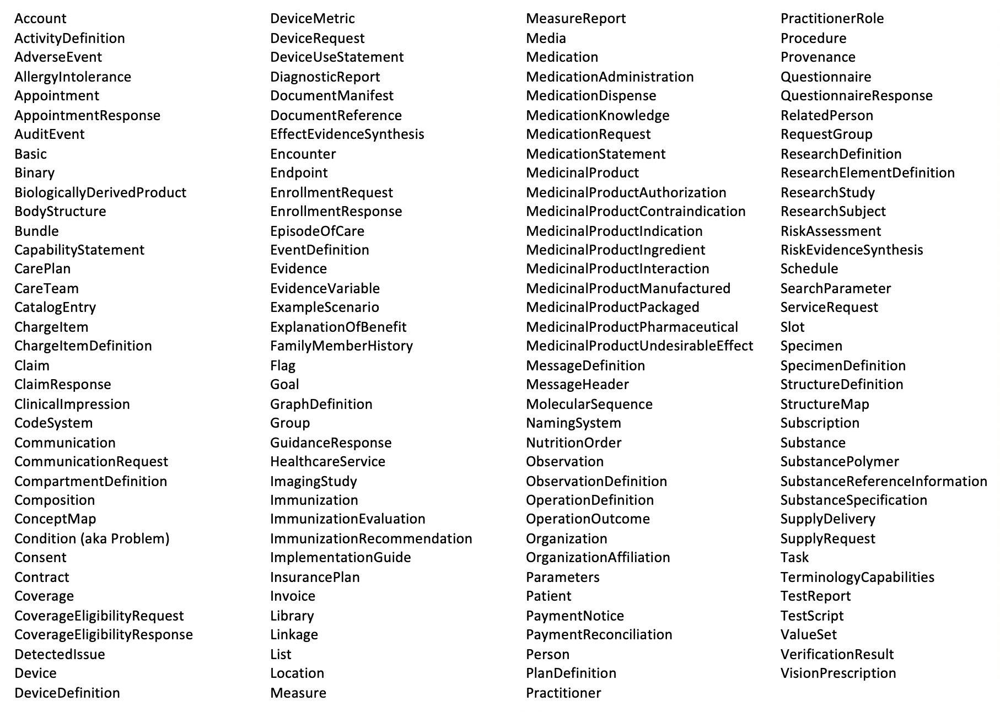 Account
ActivityDefinition
AdverseEvent
AllergyIntolerance
Appointment
AppointmentResponse
AuditEvent
Basic
Binary
BiologicallyDerivedProduct
BodyStructure
Bundle
CapabilityStatement
CarePlan
CareTeam
CatalogEntry
ChargeItem
ChargeItemDefinition
Claim
ClaimResponse
ClinicalImpression
CodeSystem
Communication
CommunicationRequest
CompartmentDefinition
Composition
ConceptMap
Condition (aka Problem)
Consent
Contract
Coverage
CoverageEligibilityRequest
CoverageEligibilityResponse
DetectedIssue
Device
DeviceDefinition
DeviceMetric
DeviceRequest
DeviceUseStatement
DiagnosticReport
DocumentManifest
DocumentReference
EffectEvidenceSynthesis
Encounter
Endpoint
EnrollmentRequest
EnrollmentResponse
EpisodeOfCare
EventDefinition
Evidence
EvidenceVariable
ExampleScenario
ExplanationOfBenefit
FamilyMemberHistory
Flag
Goal
GraphDefinition
Group
GuidanceResponse
HealthcareService
ImagingStudy
Immunization
ImmunizationEvaluation
ImmunizationRecommendation
ImplementationGuide
InsurancePlan
Invoice
Library
Linkage
List
Location
Measure
MeasureReport
Media
Medication
MedicationAdministration
MedicationDispense
MedicationKnowledge
MedicationRequest
MedicationStatement
MedicinalProduct
MedicinalProductAuthorization
MedicinalProductContraindication
MedicinalProductIndication
MedicinalProductIngredient
MedicinalProductInteraction
MedicinalProductManufactured
MedicinalProductPackaged
MedicinalProductPharmaceutical
MedicinalProductUndesirableEffect
MessageDefinition
MessageHeader
MolecularSequence
NamingSystem
NutritionOrder
Observation
ObservationDefinition
OperationDefinition
OperationOutcome
Organization
OrganizationAffiliation
Parameters
Patient
PaymentNotice
PaymentReconciliation
Person
PlanDefinition
Practitioner
PractitionerRole
Procedure
Provenance
Questionnaire
QuestionnaireResponse
RelatedPerson
RequestGroup
ResearchDefinition
ResearchElementDefinition
ResearchStudy
ResearchSubject
RiskAssessment
RiskEvidenceSynthesis
Schedule
SearchParameter
ServiceRequest
Slot
Specimen
SpecimenDefinition
StructureDefinition
StructureMap
Subscription
Substance
SubstancePolymer
SubstanceReferenceInformation
SubstanceSpecification
SupplyDelivery
SupplyRequest
Task
TerminologyCapabilities
TestReport
TestScript
ValueSet
VerificationResult
VisionPrescription